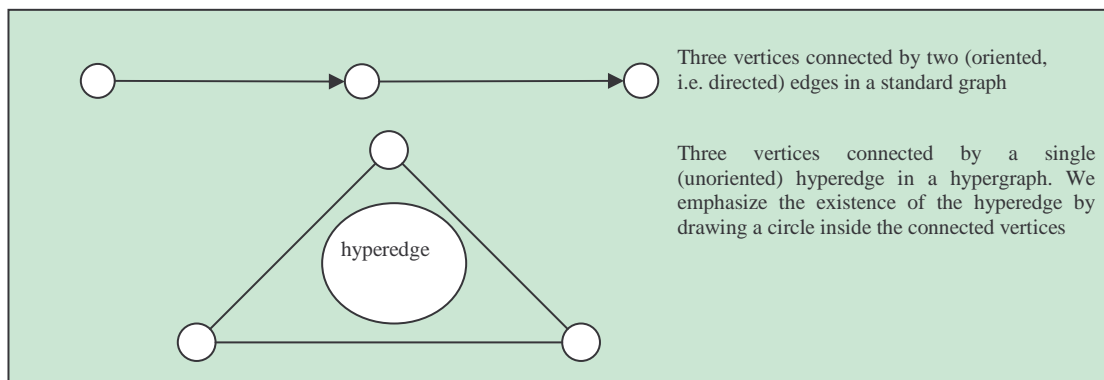 Three vertices connected by two (oriented,
i.e. directed) edges in a standard graph
Three vertices connected by a single
(unoriented) hyperedge in a hypergraph. We
emphasize the existence of the hyperedge by
drawing a circle inside the connected vertices
hyperedge